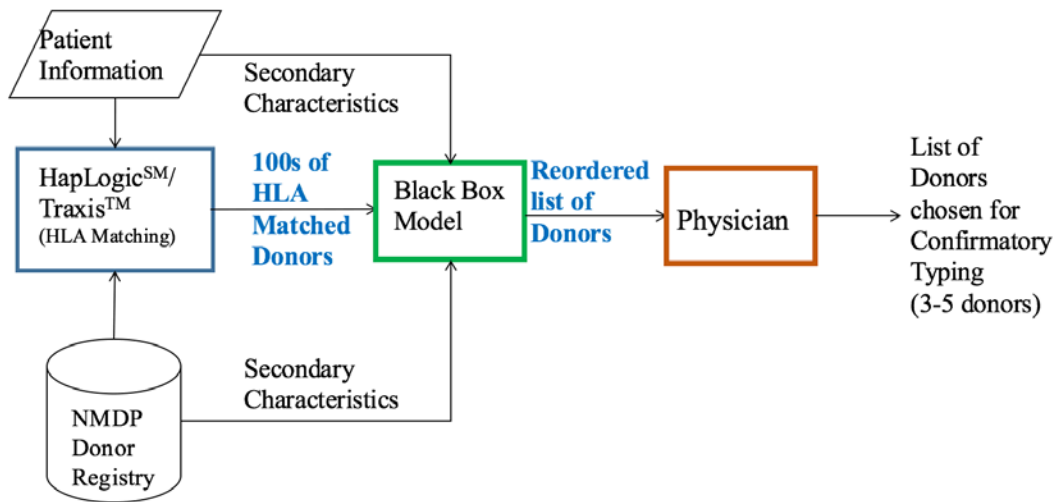 Patient
Information
Secondary
Characteristics
HapLogicSM/
TraxisTM
(HLA Matching)
100s of
HLA
Matched
Donors
Black Box
Model
Reordered
list of
Donors
Physician
List of
Donors
chosen for
Confirmatory
Typing
(3-5 donors)
Secondary
Characteristics
NMDP
Donor
Registry